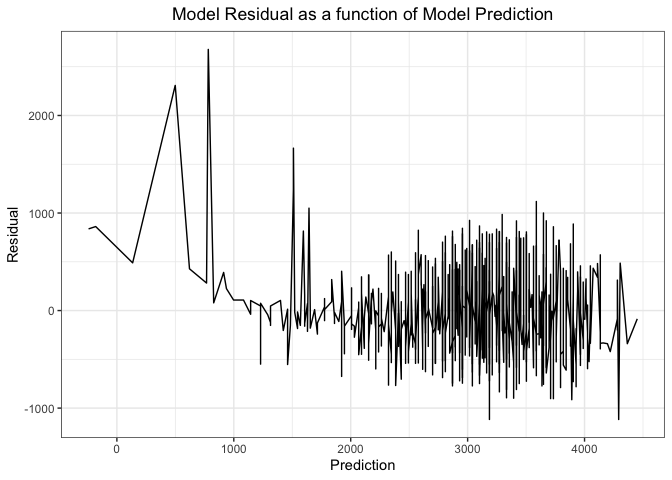 Model Residual as a function of Model Prediction
2000
1000
0
-1000
Residual
0 1000 2000 3000 4000
Prediction